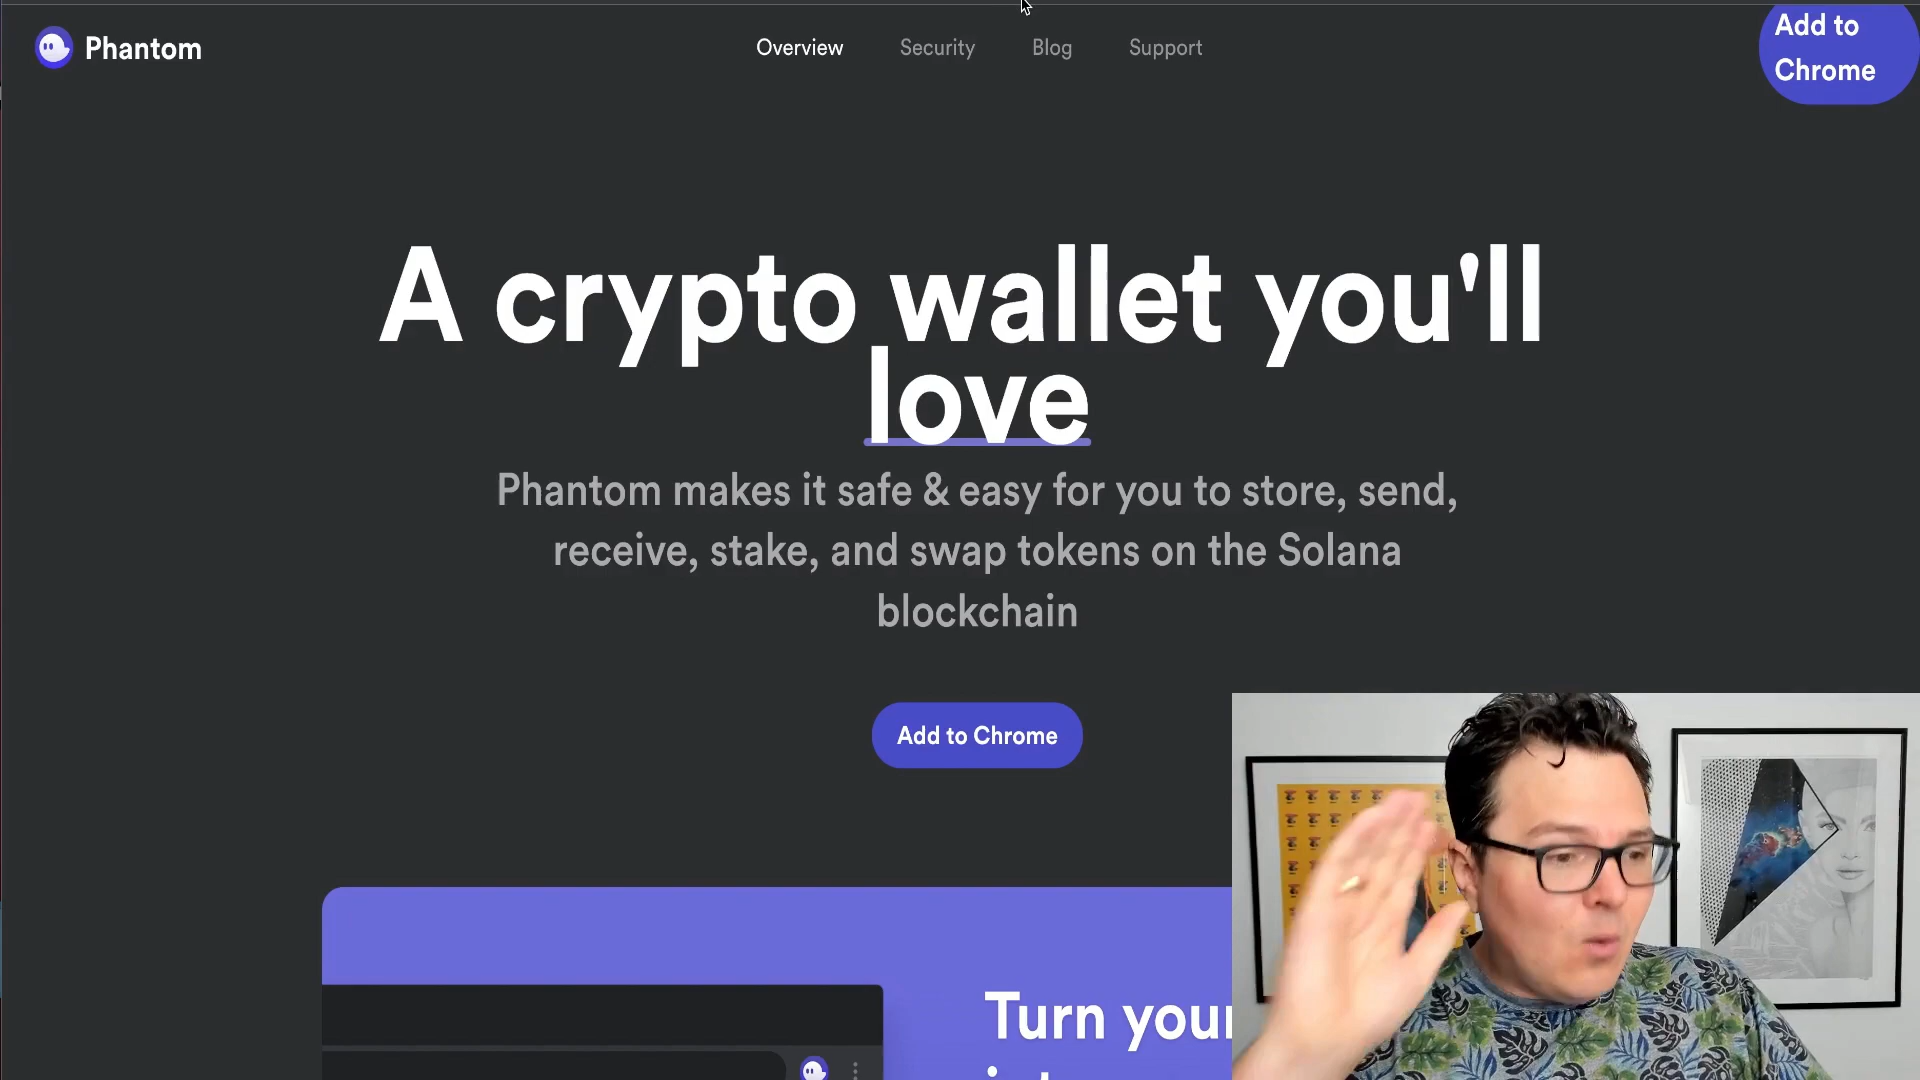 Phantom
Overview
Security
Blog
Support
Add to
Chrome
A crypto wallet you'll
love
Phantom makes it safe & easy for you to store, send,
receive, stake, and swap tokens on the Solana
blockchain
Add to Chrome
Turn your